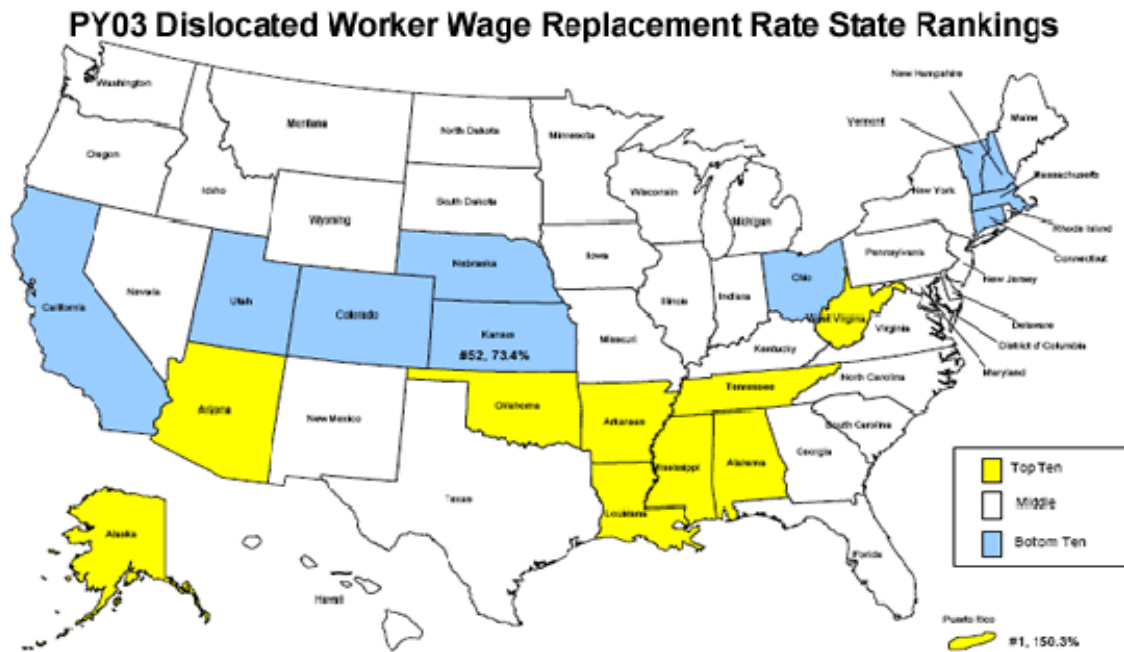 PY03 Dislocated Worker Wage Replacement Rate State Rankings
New Hampshire
Washington
Vermont
Maine
Montana
North Dakota
Minnesota
Oregon
Idaho
Wisconsin
Massachusetts
South Dakota
New York
Michigan
Wyoming
Rhode Island
Iowa
Pennsylvania
Connecticut
Nebraska
New Jersey
Ohio
California
Nevada
Utah
Illinois
Indiana
Colorado
West Virginia
Delaware
Kansas
Virginia
Missouri
District of Columbia
#52, 73.4%
Kentucky
Maryland
North Carolina
Tennessee
Oklahoma
Arizona
New Mexico
Arkansas
South Carolina
Georgia
Mississippi
Alabama
Top Ten
Texas
Middle
Louisiana
Alaska
Bottom Ten
Florida
Hawaii
Puerto Rico
#1, 150.3%